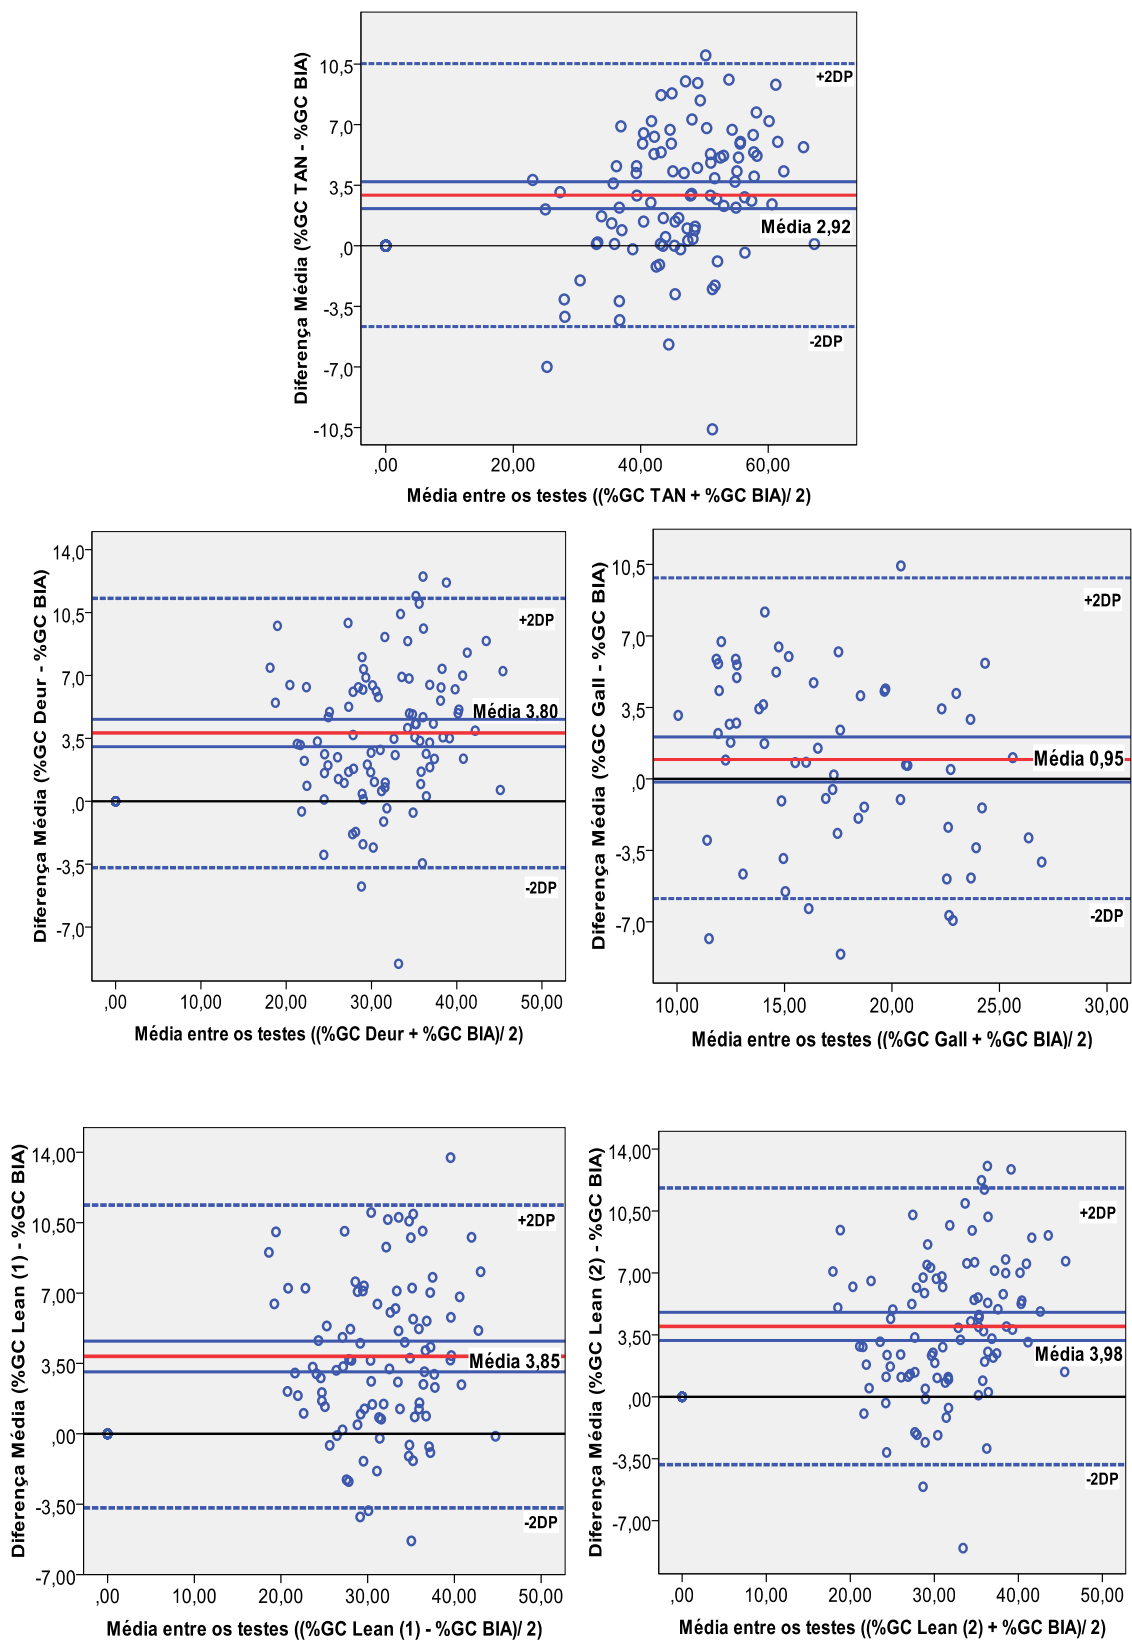 Diferença Média (%GC TAN - %GC BIA)
10,5
7,0
3,5
,0
-3,5
-7,0
-10,5
+2DP
Média 2,92
-2DP
,00
20,00
40,00
60,00
Média entre os testes ((%GC TAN + %GC BIA)/ 2)
Diferença Média (%GC Deur - %GC BIA)
14,0
10,5
7,0
3,5
,0
-3,5
-7,0
+2DP
Média 3.80
-2DP
,00
10,00
20,00
30,00
40,00
50,00
Média entre os testes ((%GC Deur + %GC BIA)/ 2)
Diferença Média (%GC Gall - %GC BIA)
10,5
7,0
3,5
,0
-3,5
-7,0
+2DP
Média 0,95
-2DP
10,00
15,00
20,00
25,00
30,00
Média entre os testes ((%GC Gall + %GC BIA)/ 2)
Diferença Média (%GC Lean (1) - %GC BIA)
14,00
10,50
7,00
3,50
,00
-3,50
-7,00
+2DP
Média 3,85
-2DP
,00
10,00
20,00
30,00
40,00
50,00
Média entre os testes ((%GC Lean (1) - %GC BIA)/ 2)
Diferença Média (%GC Lean (2) - %GC BIA)
14,00
10,50
7,00
3,50
,00
-3,50
-7,00
+2DP
Média 3,98
-2DP
,00
10,00
20,00
30,00
40,00
50,00
Média entre os testes ((%GC Lean (2) + %GC BIA)/ 2)